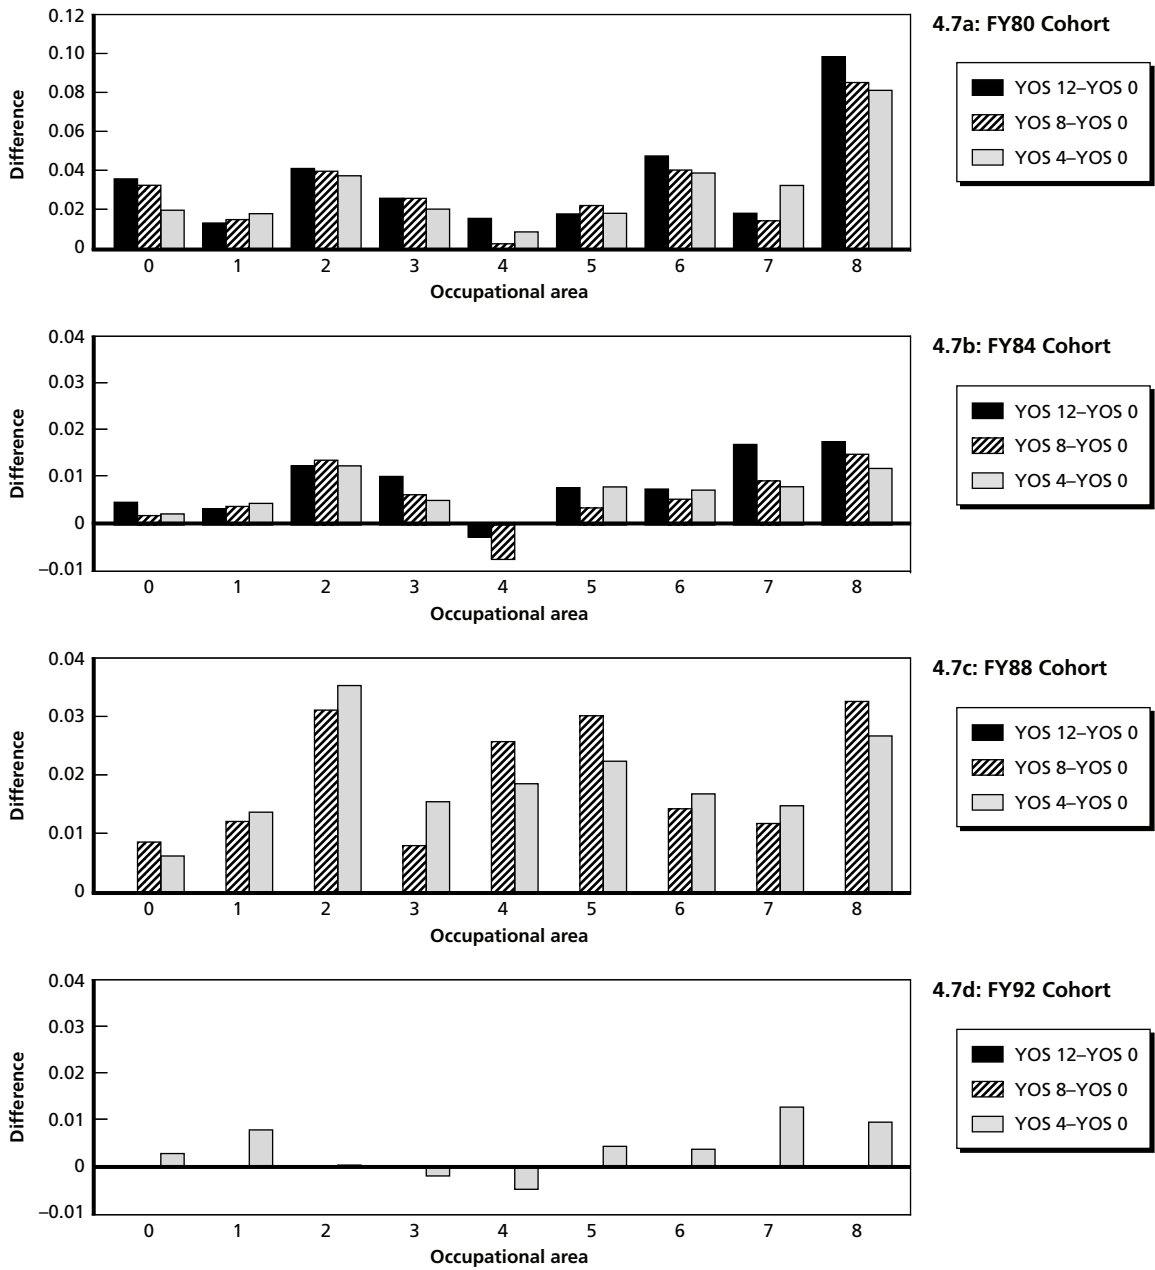 4.7a: FY80 Cohort
Difference
0.12
0.10
0.08
0.06
0.04
0.02
0
0 1 2 3 4 5 6 7 8
Occupational area
YOS 12–YOS 0
YOS 8–YOS 0
YOS 4–YOS 0
4.7b: FY84 Cohort
Difference
0.04
0.03
0.02
0.01
0
–0.01
0 1 2 3 4 5 6 7 8
Occupational area
YOS 12–YOS 0
YOS 8–YOS 0
YOS 4–YOS 0
4.7c: FY88 Cohort
Difference
0.04
0.03
0.02
0.01
0
0 1 2 3 4 5 6 7 8
Occupational area
YOS 12–YOS 0
YOS 8–YOS 0
YOS 4–YOS 0
4.7d: FY92 Cohort
Difference
0.04
0.03
0.02
0.01
0
–0.01
0 1 2 3 4 5 6 7 8
Occupational area
YOS 12–YOS 0
YOS 8–YOS 0
YOS 4–YOS 0